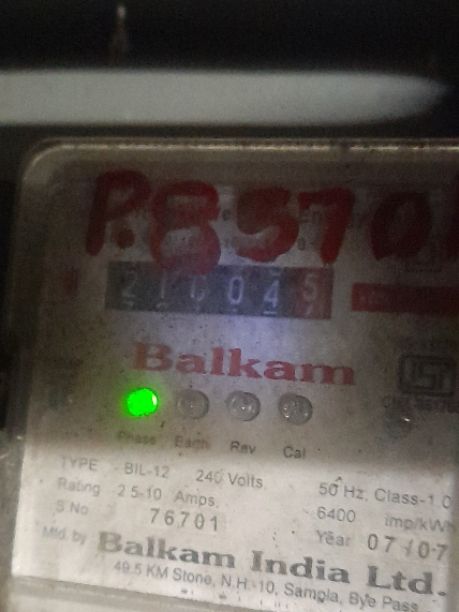 P.8370
210045
Balkam
Phase Earth Rev Cal
TYPE - BIL-12 240 Volts 50 Hz, Class-1.0
Rating 2.5-10 Amps 6400 imp/kWh
S.No 76701 Year 07/07
Mfd. by Balkam India Ltd.
49.5 KM Stone, N.H.-10, Sampla, Bye Pass